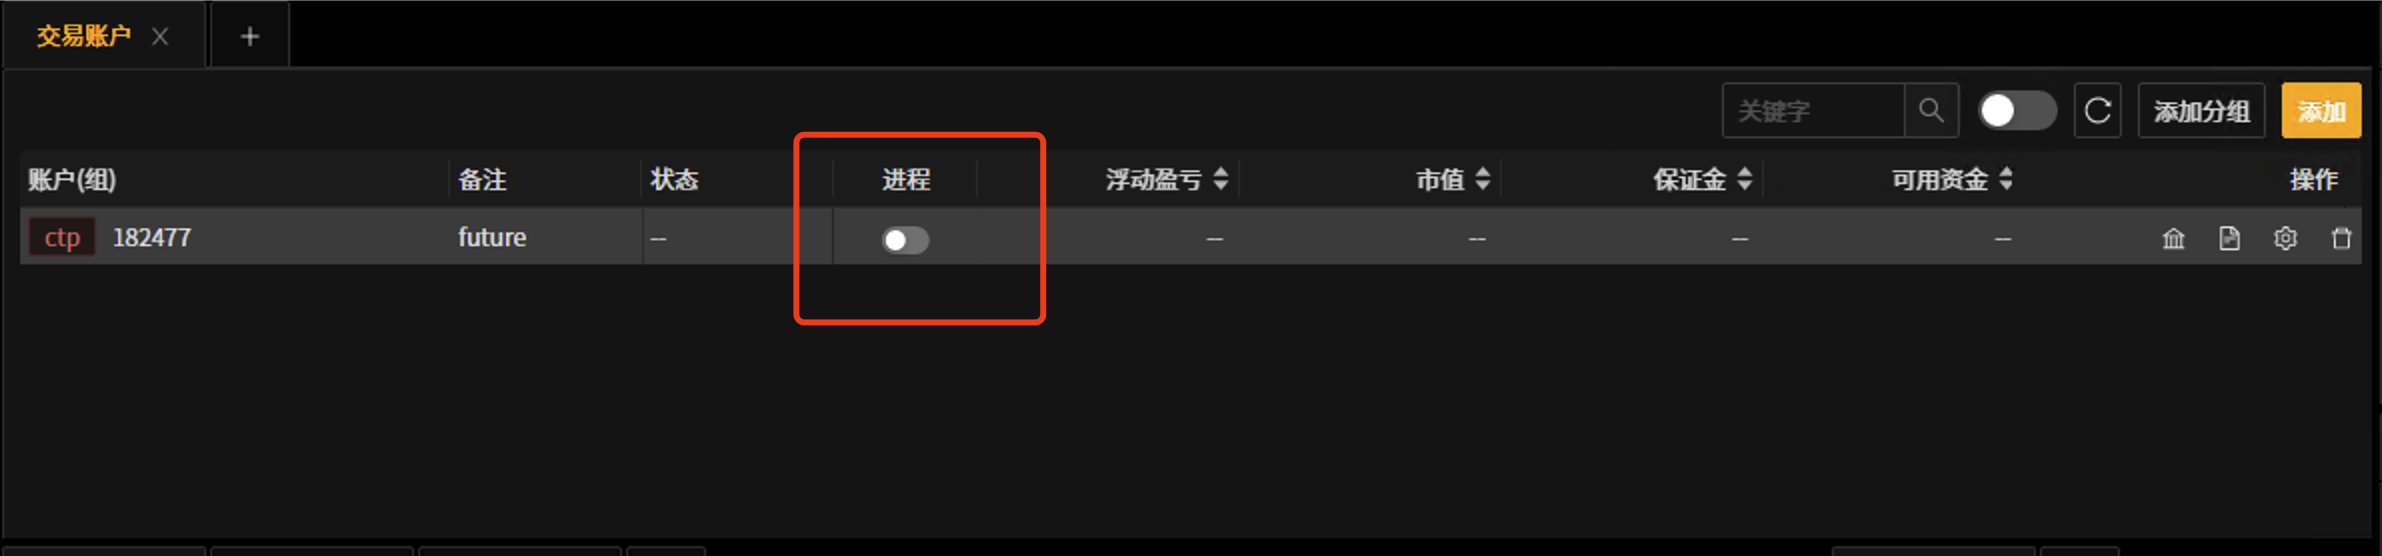 交易账户
关键字
添加分组
添加
账户(组) 备注 状态 进程 浮动盈亏 市值 保证金 可用资金 操作
ctp 182477 future -- -- -- -- --